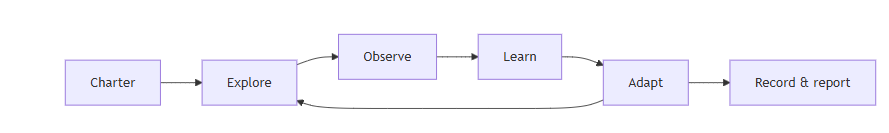 Charter
Explore
Observe
Learn
Adapt
Record & report